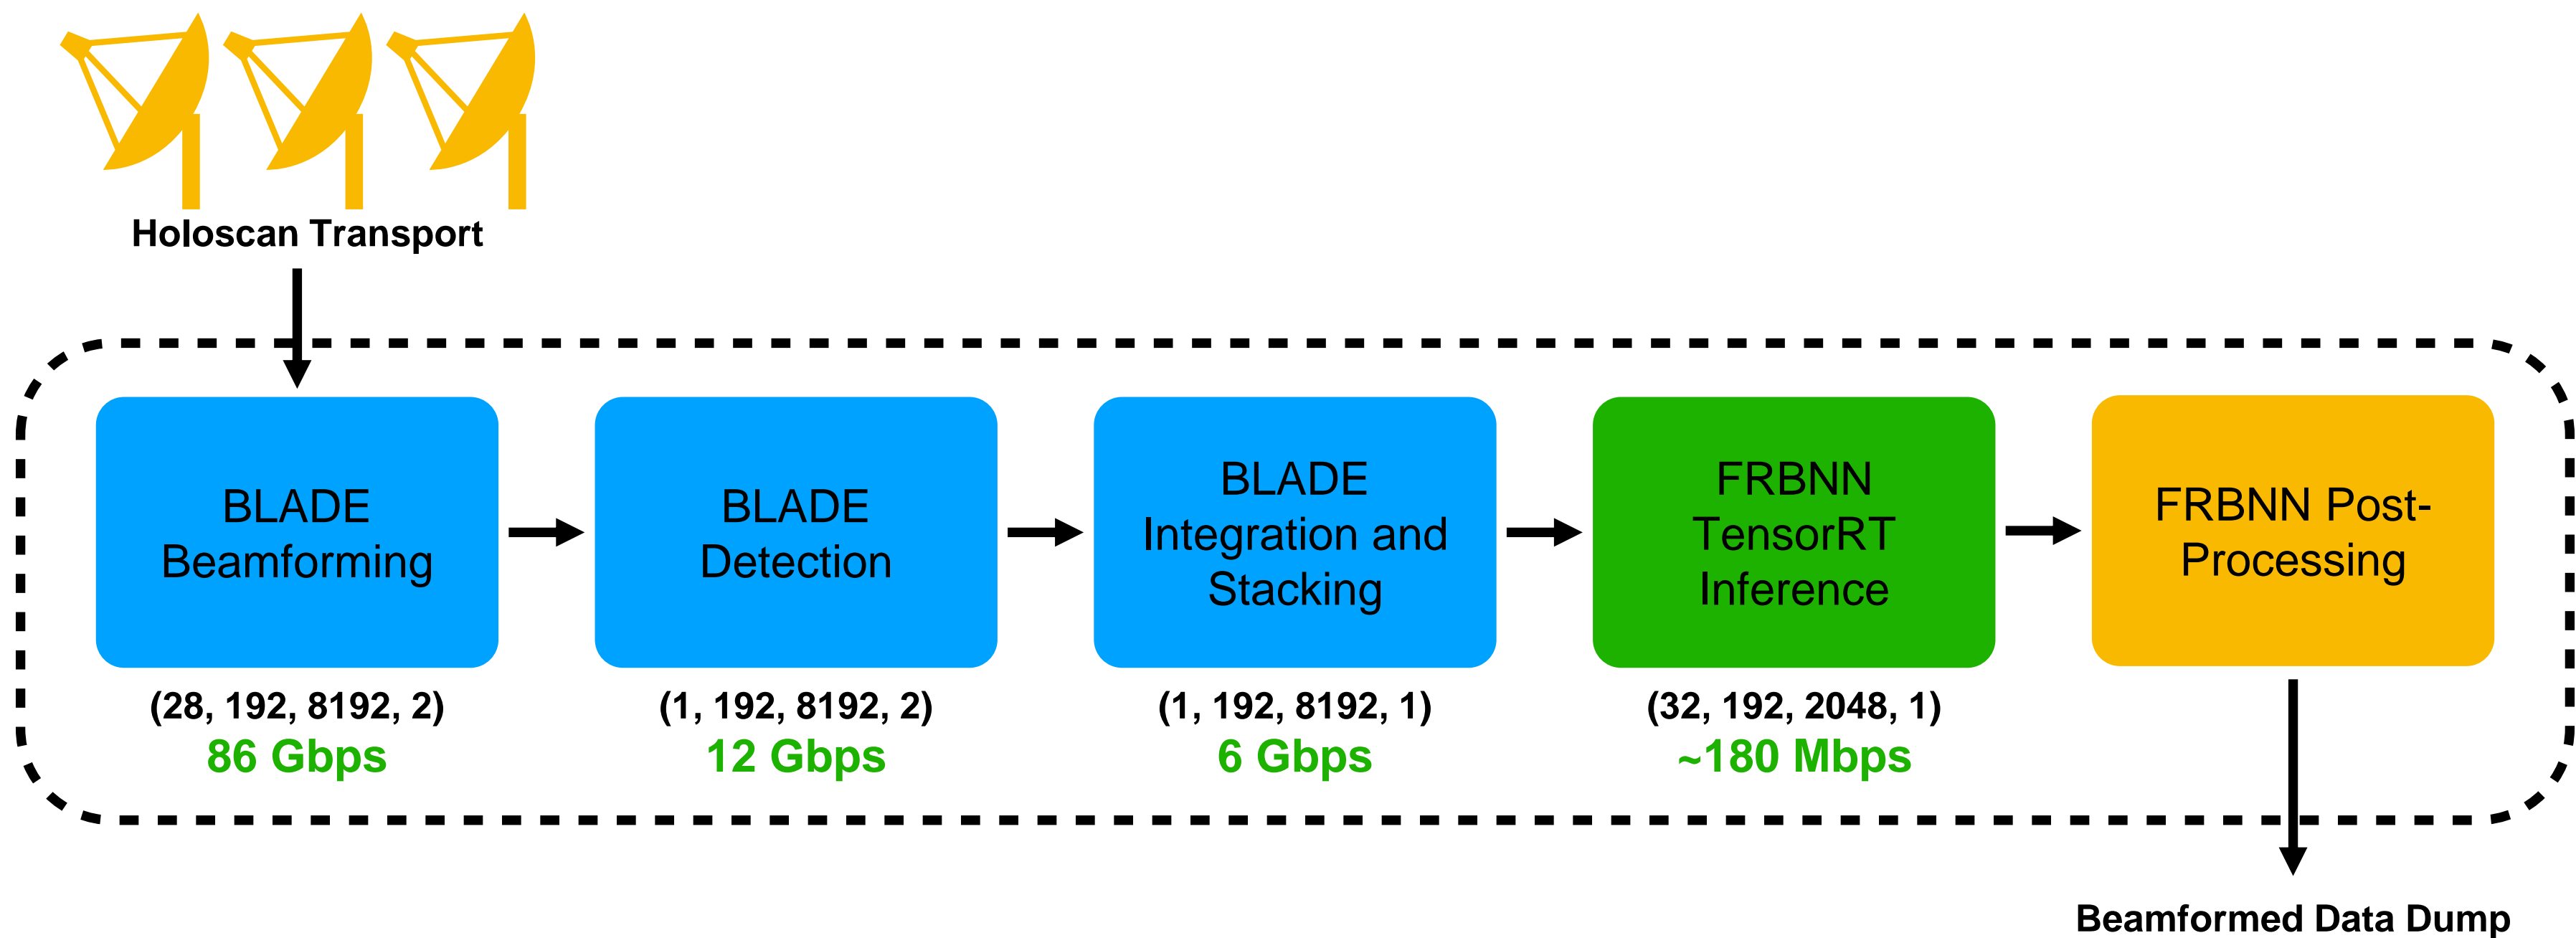 Holoscan Transport
BLADE
Beamforming
BLADE
Detection
BLADE
Integration and
Stacking
FRBNN
TensorRT
Inference
FRBNN Post-
Processing
(28, 192, 8192, 2)
86 Gbps
(1, 192, 8192, 2)
12 Gbps
(1, 192, 8192, 1)
6 Gbps
(32, 192, 2048, 1)
~180 Mbps
Beamformed Data Dump